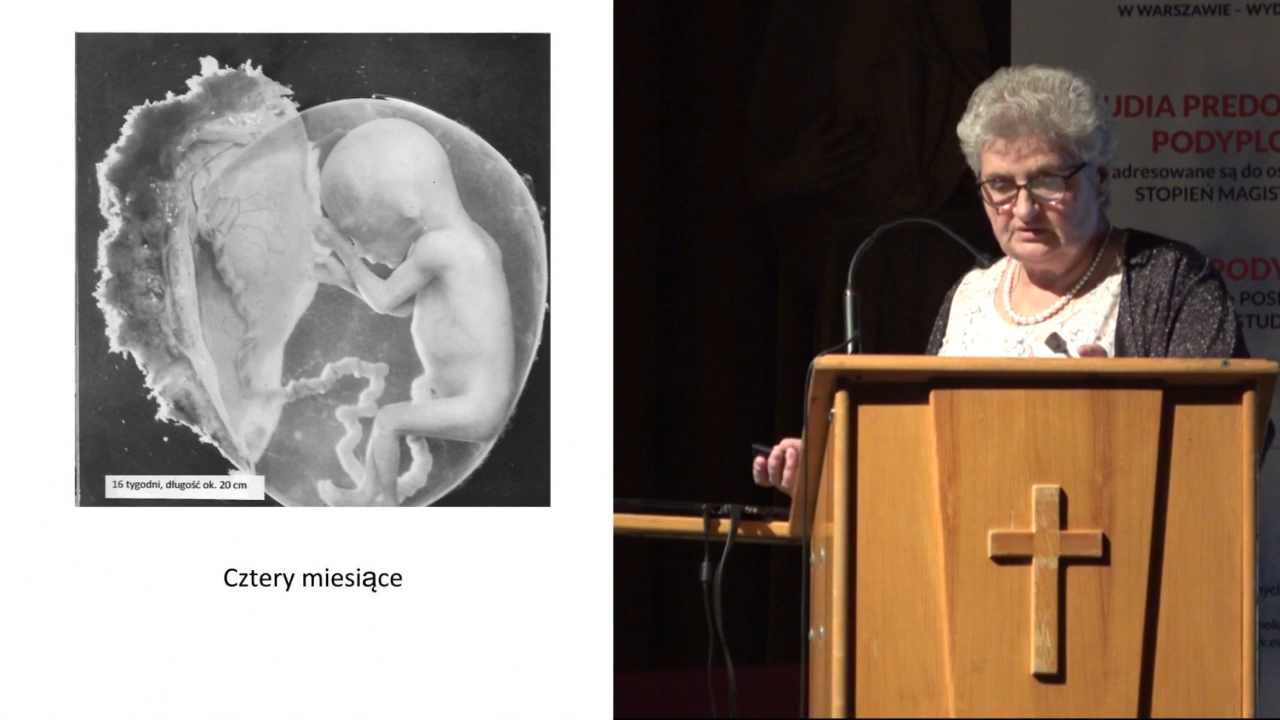 16 tygodni, długość ok. 20 cm
Cztery miesiące
W WARSZAWIE – WYD
UDIA PREDO
PODYPLO
adresowane są do os
STOPIEŃ MAGIST
PODY